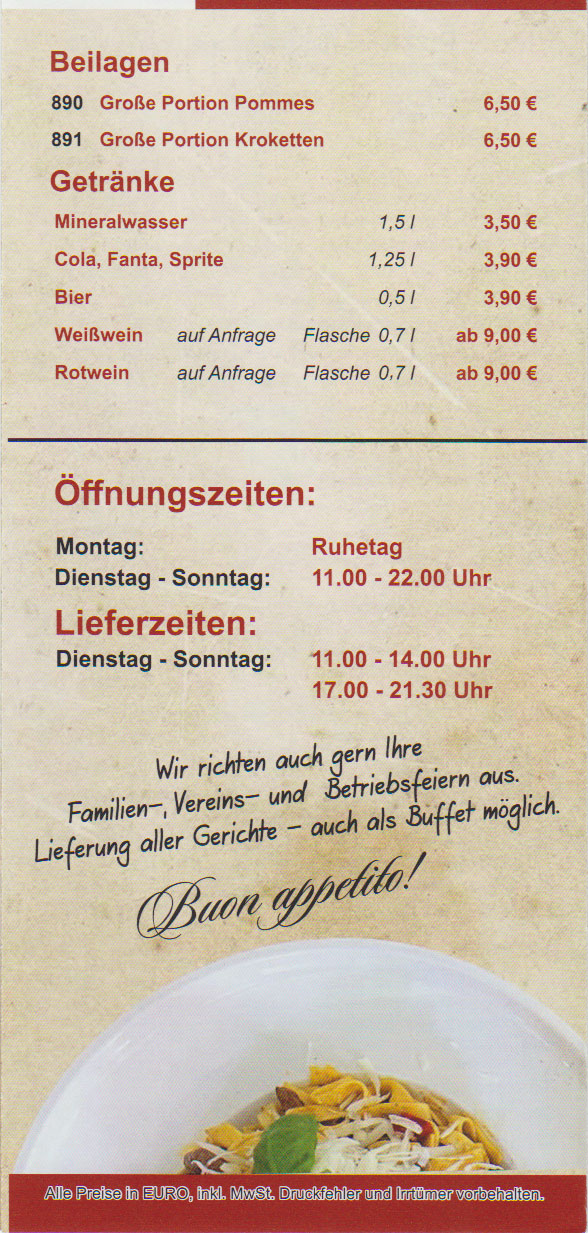 Beilagen
890 Große Portion Pommes 6,50 €
891 Große Portion Kroketten 6,50 €
Getränke
Mineralwasser 1,5 l 3,50 €
Cola, Fanta, Sprite 1,25 l 3,90 €
Bier 0,5 l 3,90 €
Weißwein auf Anfrage Flasche 0,7 l ab 9,00 €
Rotwein auf Anfrage Flasche 0,7 l ab 9,00 €
Öffnungszeiten:
Montag: Ruhetag
Dienstag - Sonntag: 11.00 - 22.00 Uhr
Lieferzeiten:
Dienstag - Sonntag: 11.00 - 14.00 Uhr
17.00 - 21.30 Uhr
Wir richten auch gern Ihre
Familien-, Vereins- und Betriebsfeiern aus.
Lieferung aller Gerichte - auch als Buffet möglich.
Buon appetito!
Alle Preise in EURO, inkl. MwSt. Druckfehler und Irrtümer vorbehalten.